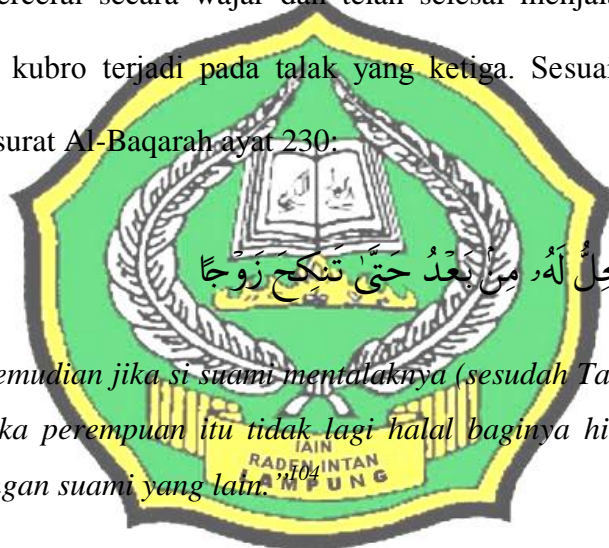 ercerai secara wajar dan telah selesai menjala
kubro terjadi pada talak yang ketiga. Sesuai
surat Al-Baqarah ayat 230:
حِلُّ لَهُۥ مِنۢ بَعۡدُ حَتَّىٰ تَنكِحَ زَوۡجًا
emudian jika si suami mentalaknya (sesudah Ta
ka perempuan itu tidak lagi halal baginya hi
ngan suami yang lain.”104
IAIN
RADEN INTAN
LAMPUNG